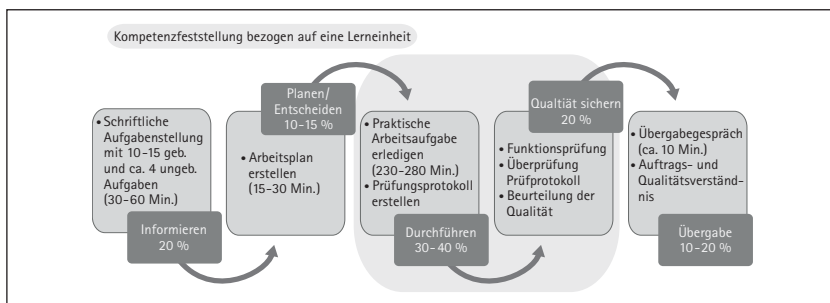 Kompetenzfeststellung bezogen auf eine Lerneinheit
• Schriftliche
Aufgabenstellung
mit 10-15 geb.
und ca. 4 ungeb.
Aufgaben
(30-60 Min.)
Informieren
20 %
Planen/
Entscheiden
10-15 %
• Arbeitsplan
erstellen
(15-30 Min.)
• Praktische
Arbeitsaufgabe
erledigen
(230-280 Min.)
• Prüfungsprotokoll
erstellen
Durchführen
30-40 %
Qualtiät sichern
20 %
• Funktionsprüfung
• Überprüfung
Prüfprotokoll
• Beurteilung der
Qualität
• Übergabegespräch
(ca. 10 Min.)
• Auftrags- und
Qualitätsverständ-
nis
Übergabe
10-20 %